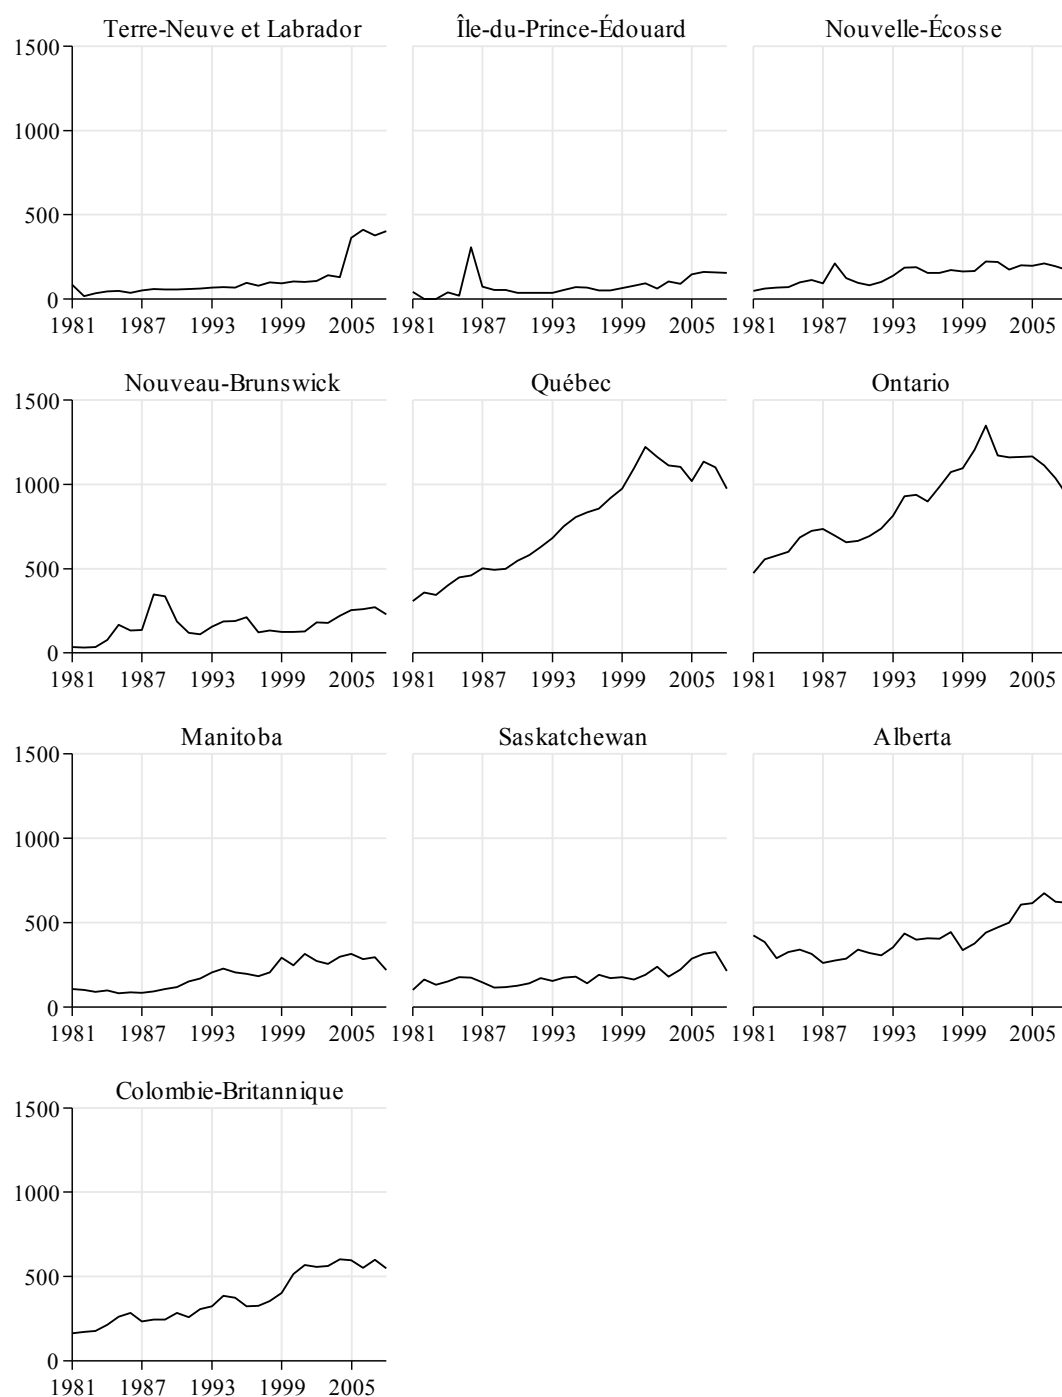 Terre-Neuve et Labrador Île-du-Prince-Édouard Nouvelle-Écosse
1500
1000
500
0
1981 1987 1993 1999 2005 1981 1987 1993 1999 2005 1981 1987 1993 1999 2005
Nouveau-Brunswick Québec Ontario
1500
1000
500
0
1981 1987 1993 1999 2005 1981 1987 1993 1999 2005 1981 1987 1993 1999 2005
Manitoba Saskatchewan Alberta
1500
1000
500
0
1981 1987 1993 1999 2005 1981 1987 1993 1999 2005 1981 1987 1993 1999 2005
Colombie-Britannique
1500
1000
500
0
1981 1987 1993 1999 2005